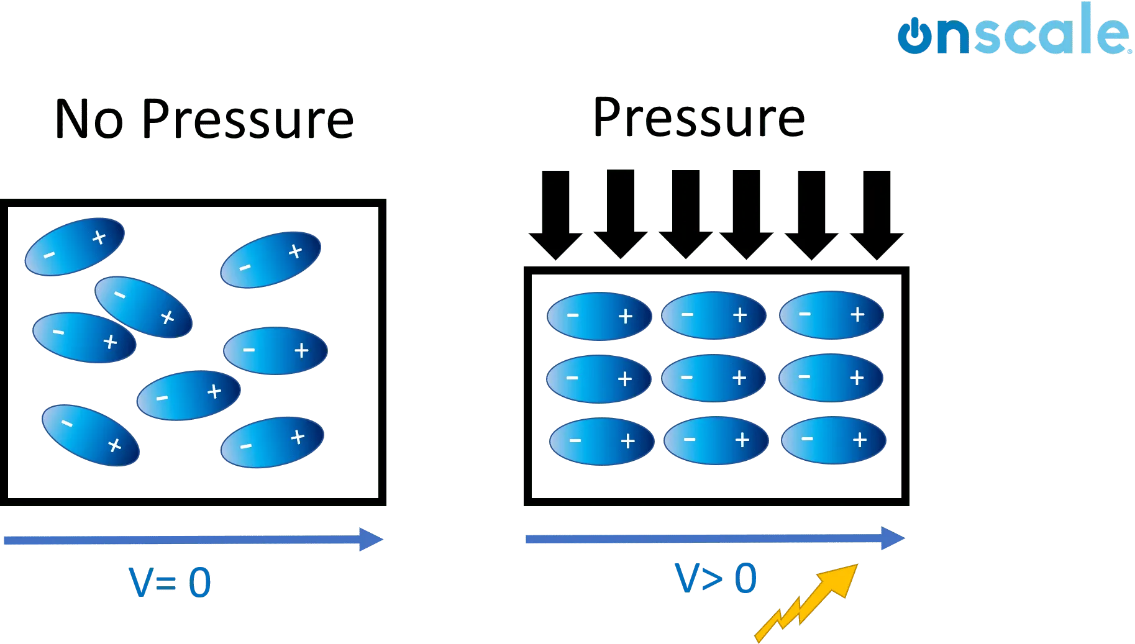 onscale
No Pressure
Pressure
- +
- +
- +
- +
- +
- +
- +
- +
- + - + - +
- + - + - +
- + - + - +
V= 0
V> 0